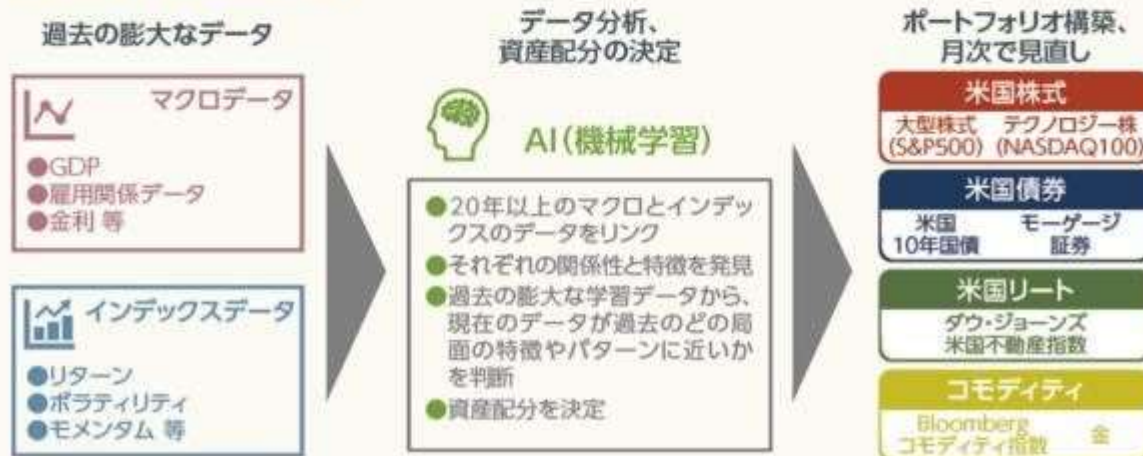 過去の膨大なデータ
マクロデータ
●GDP
●雇用関係データ
●金利 等
インデックスデータ
●リターン
●ボラティリティ
●モメンタム 等
データ分析、
資産配分の決定
AI(機械学習)
●20年以上のマクロとインデッ
クスのデータをリンク
●それぞれの関係性と特徴を発見
●過去の膨大な学習データから、
現在のデータが過去のどの局
面の特徴やパターンに近いか
を判断
●資産配分を決定
ポートフォリオ構築、
月次で見直し
米国株式
大型株式 テクノロジー株
(S&P500) (NASDAQ100)
米国債券
米国 モーゲージ
10年国債 証券
米国リート
ダウ・ジョーンズ
米国不動産指数
コモディティ
Bloomberg
コモディティ指数 金